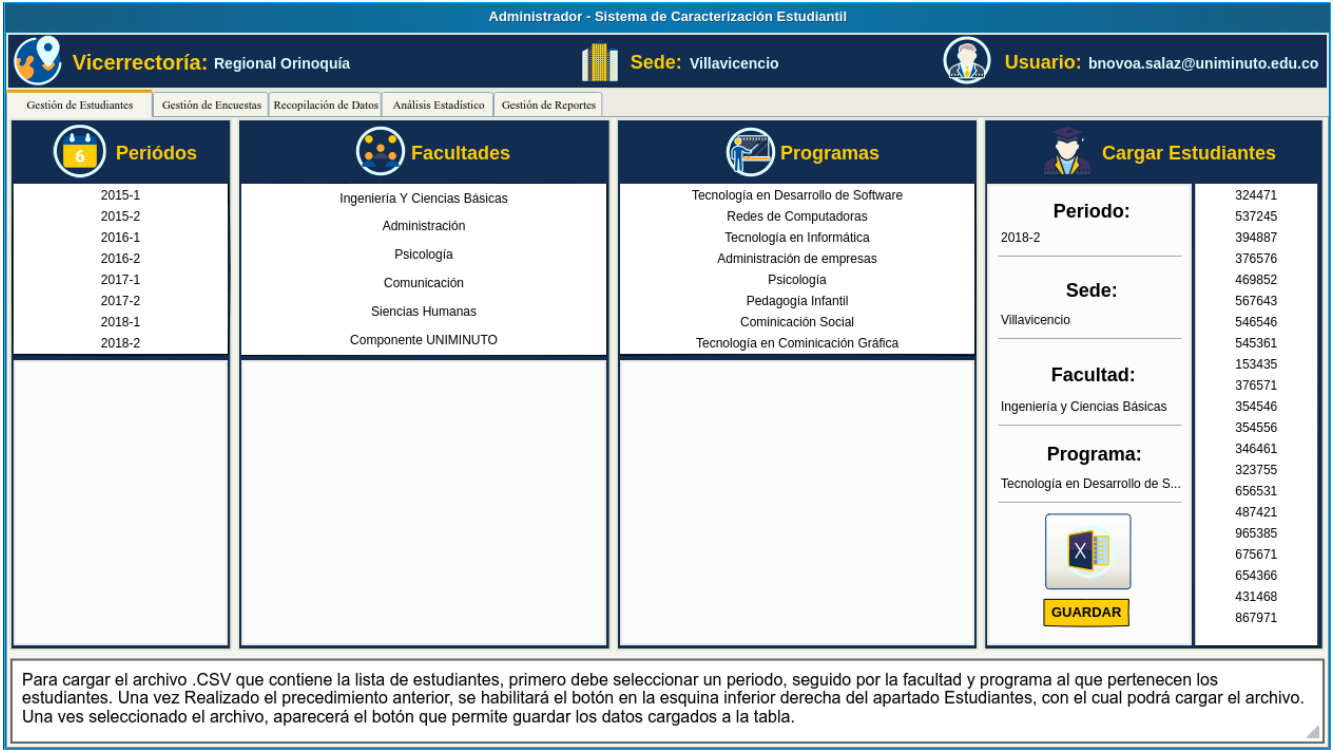 Administrador - Sistema de Caracterización Estudiantil
Vicerrectoría: Regional Orinoquía
Sede: Villavicencio
Usuario: bnovoa.salaz@uniminuto.edu.co
Gestión de Estudiantes
Gestión de Encuestas
Recopilación de Datos
Análisis Estadístico
Gestión de Reportes
6
Periódos
2015-1
2015-2
2016-1
2016-2
2017-1
2017-2
2018-1
2018-2
Facultades
Ingeniería Y Ciencias Básicas
Administración
Psicología
Comunicación
Siencias Humanas
Componente UNIMINUTO
Programas
Tecnología en Desarrollo de Software
Redes de Computadoras
Tecnología en Informática
Administración de empresas
Psicología
Pedagogía Infantil
Cominicación Social
Tecnología en Cominicación Gráfica
Cargar Estudiantes
Periodo:
2018-2
Sede:
Villavicencio
Facultad:
Ingeniería y Ciencias Básicas
Programa:
Tecnología en Desarrollo de S...
X
GUARDAR
324471
537245
394887
376576
469852
567643
546546
545361
153435
376571
354546
354556
346461
323755
656531
487421
965385
675671
654366
431468
867971
Para cargar el archivo .CSV que contiene la lista de estudiantes, primero debe seleccionar un periodo, seguido por la facultad y programa al que pertenecen los
estudiantes. Una vez Realizado el precedimiento anterior, se habilitará el botón en la esquina inferior derecha del apartado Estudiantes, con el cual podrá cargar el archivo.
Una ves seleccionado el archivo, aparecerá el botón que permite guardar los datos cargados a la tabla.